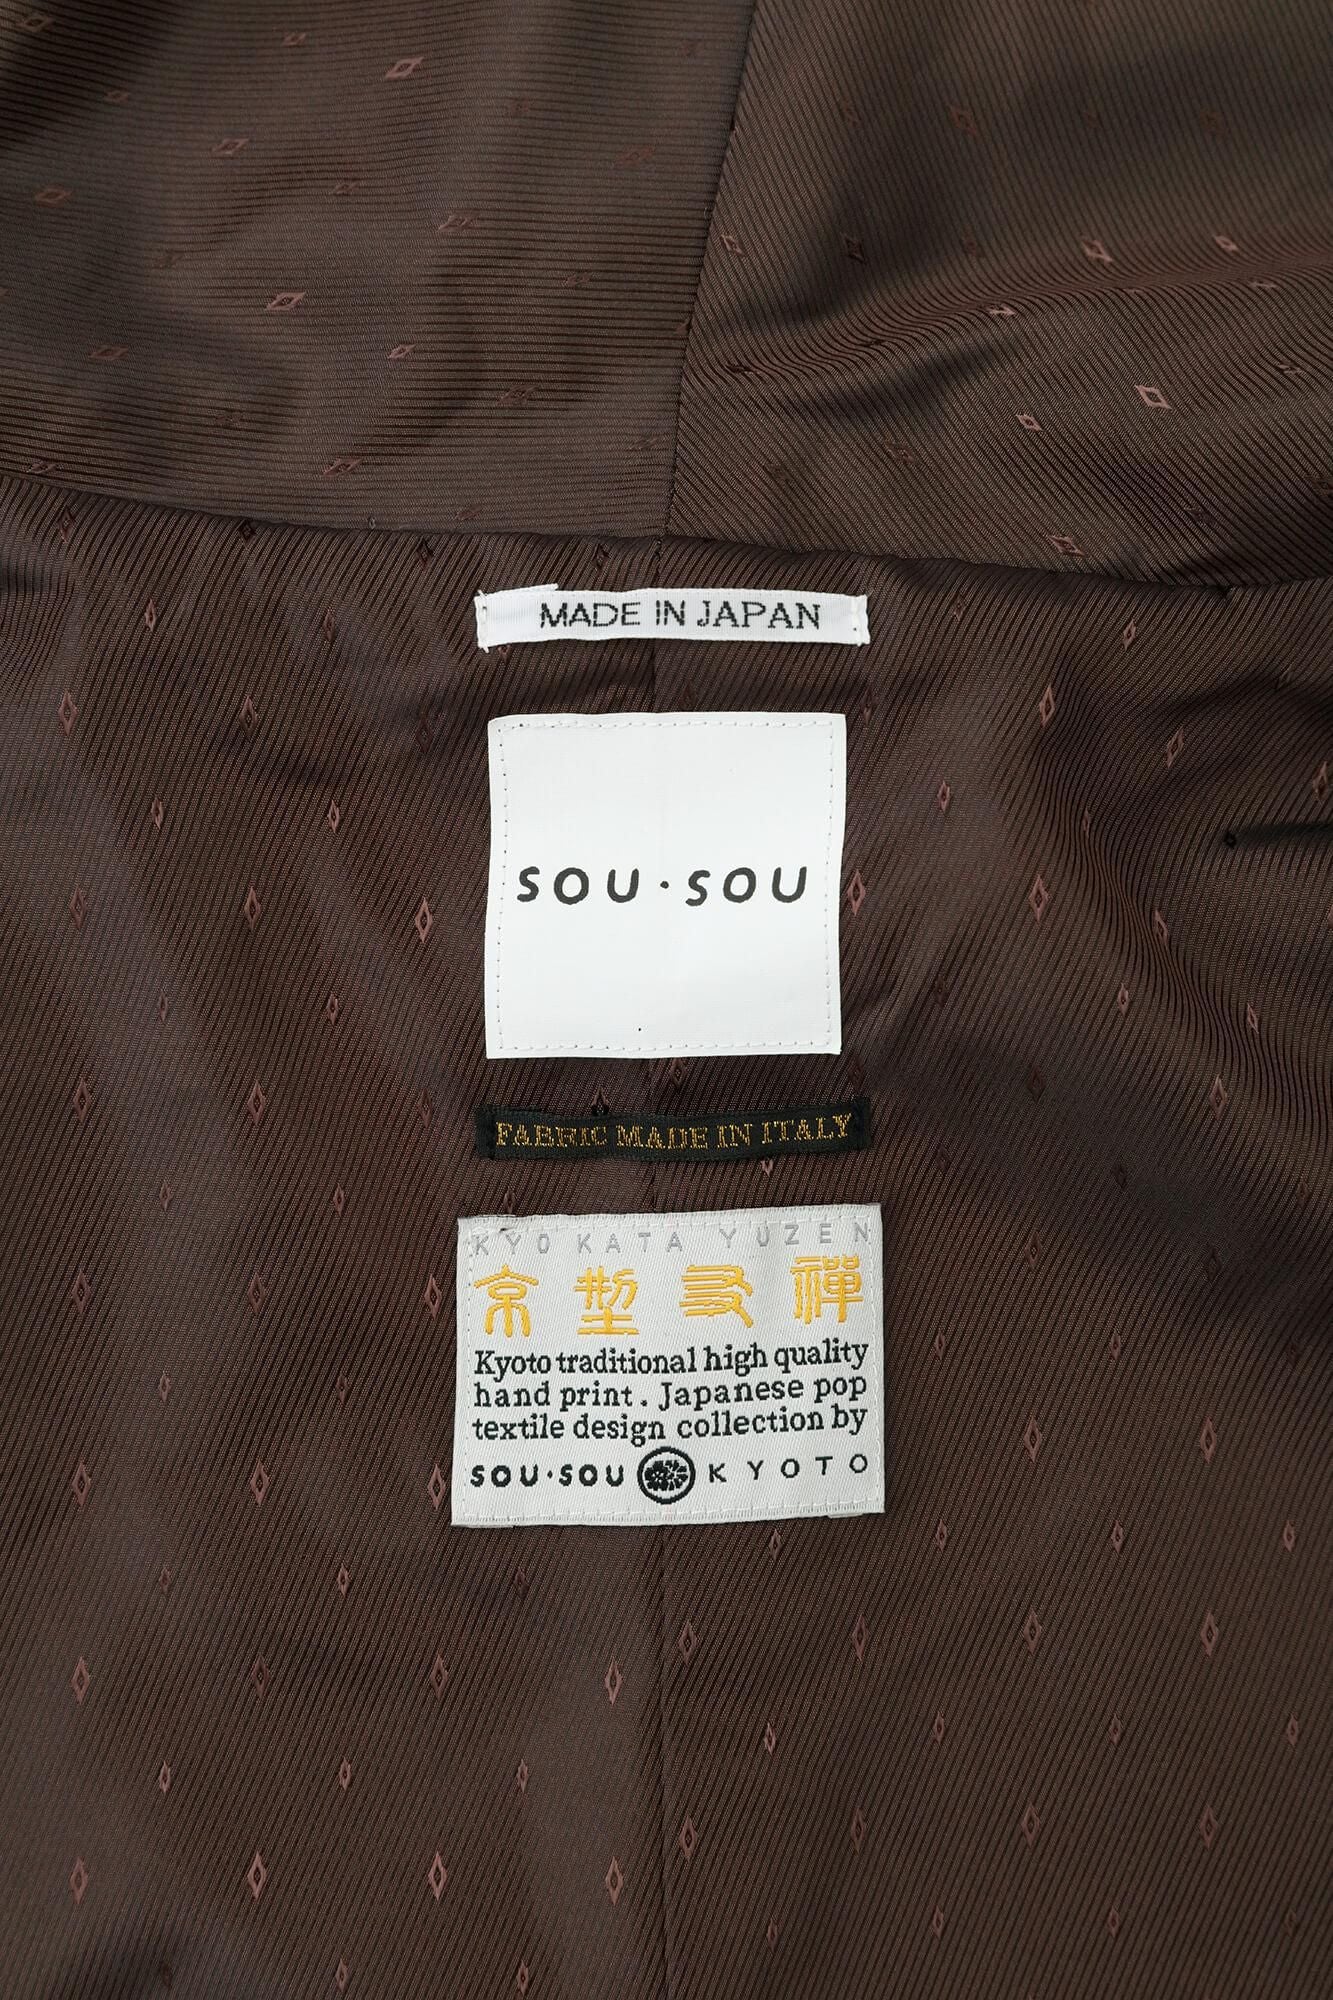 MADE IN JAPAN
SOU・SOU
FABRIC MADE IN ITALY
KYO KATA YUZEN
京型友禅
Kyoto traditional high quality
hand print. Japanese pop
textile design collection by
SOU・SOU KYOTO